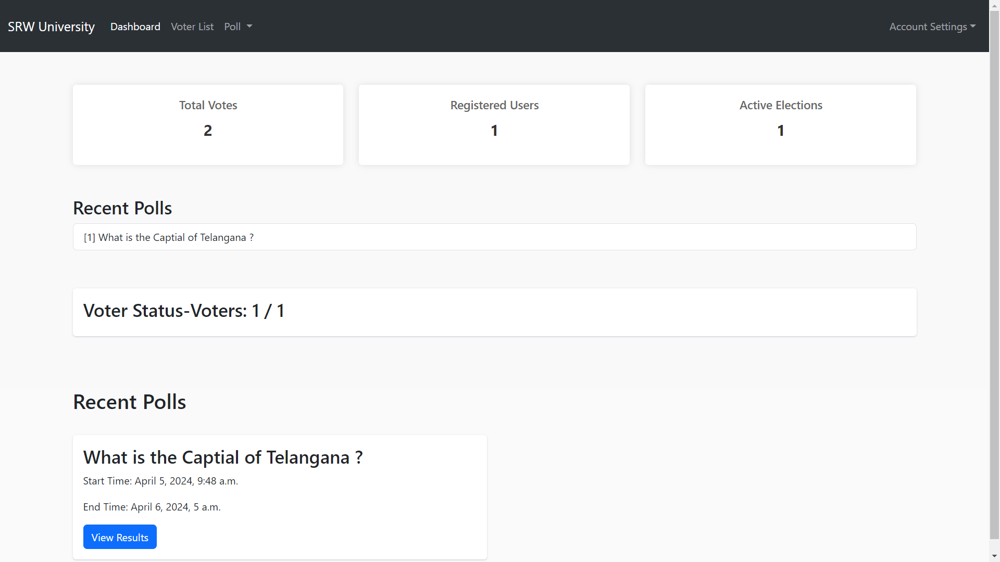 SRW University Dashboard Voter List Poll Account Settings
Total Votes
2
Registered Users
1
Active Elections
1
Recent Polls
[1] What is the Captial of Telangana ?
Voter Status-Voters: 1 / 1
Recent Polls
What is the Captial of Telangana ?
Start Time: April 5, 2024, 9:48 a.m.
End Time: April 6, 2024, 5 a.m.
View Results